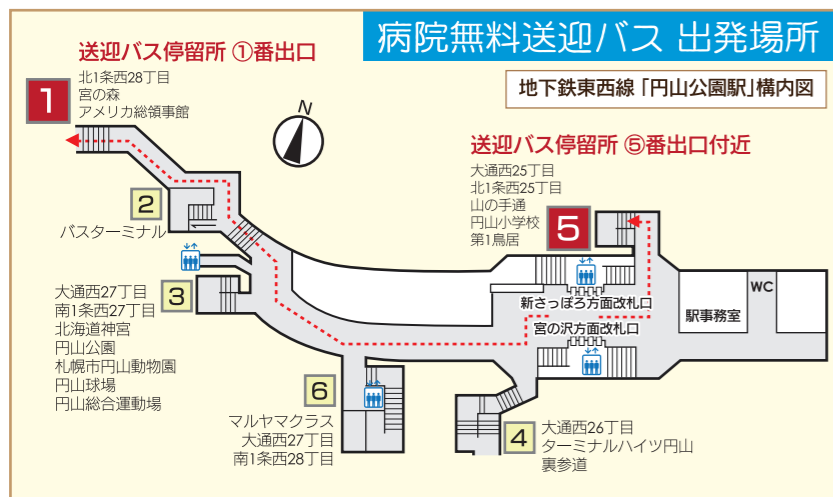 病院無料送迎バス 出発場所
地下鉄東西線「円山公園駅」構内図
送迎バス停留所 ①番出口
1
北1条西28丁目
宮の森
アメリカ総領事館
N
送迎バス停留所 ⑤番出口付近
大通西25丁目
北1条西25丁目
山の手通
円山小学校
第1鳥居
5
2
バスターミナル
3
大通西27丁目
南1条西27丁目
北海道神宮
円山公園
札幌市円山動物園
円山球場
円山総合運動場
新さっぽろ方面改札口
宮の沢方面改札口
駅事務室
WC
6
マルヤマクラス
大通西27丁目
南1条西28丁目
4
大通西26丁目
ターミナルハイツ円山
裏参道